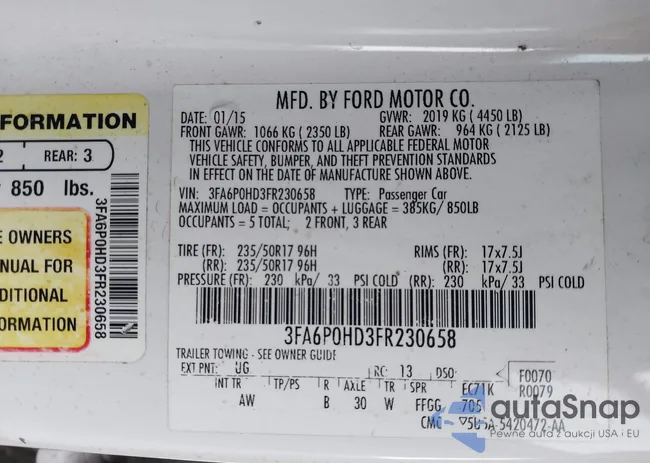 FORMATION
2 REAR: 3
850 lbs.
E OWNERS
NUAL FOR
DITIONAL
FORMATION
3FA6P0HD3FR230658
MFD. BY FORD MOTOR CO.
DATE: 01/15 GVWR: 2019 KG ( 4450 LB)
FRONT GAWR: 1066 KG ( 2350 LB) REAR GAWR: 964 KG ( 2125 LB)
THIS VEHICLE CONFORMS TO ALL APPLICABLE FEDERAL MOTOR
VEHICLE SAFETY, BUMPER, AND THEFT PREVENTION STANDARDS
IN EFFECT ON THE DATE OF MANUFACTURE SHOWN ABOVE.
VIN: 3FA6P0HD3FR230658 TYPE: Passenger Car
MAXIMUM LOAD = OCCUPANTS + LUGGAGE = 385KG/ 850LB
OCCUPANTS = 5 TOTAL: 2 FRONT, 3 REAR
TIRE (FR): 235/50R17 96H RIMS (FR): 17x7.5J
(RR): 235/50R17 96H (RR): 17x7.5J
PRESSURE (FR): 230 kPa/ 33 PSI COLD (RR) 230 kPa/ 33 PSI COLD
3FA6P0HD3FR230658
TRAILER TOWING - SEE OWNER GUIDE
EXT PNT: UG RC: 13 DSO: F0070
R0079
INT TR TP/PS R AXLE TR SPR EC71K
AW B 30 W FFGG 705
CMC 5U5A-5420472-AA
autaSnap
Pewne auta z aukcji USA i EU